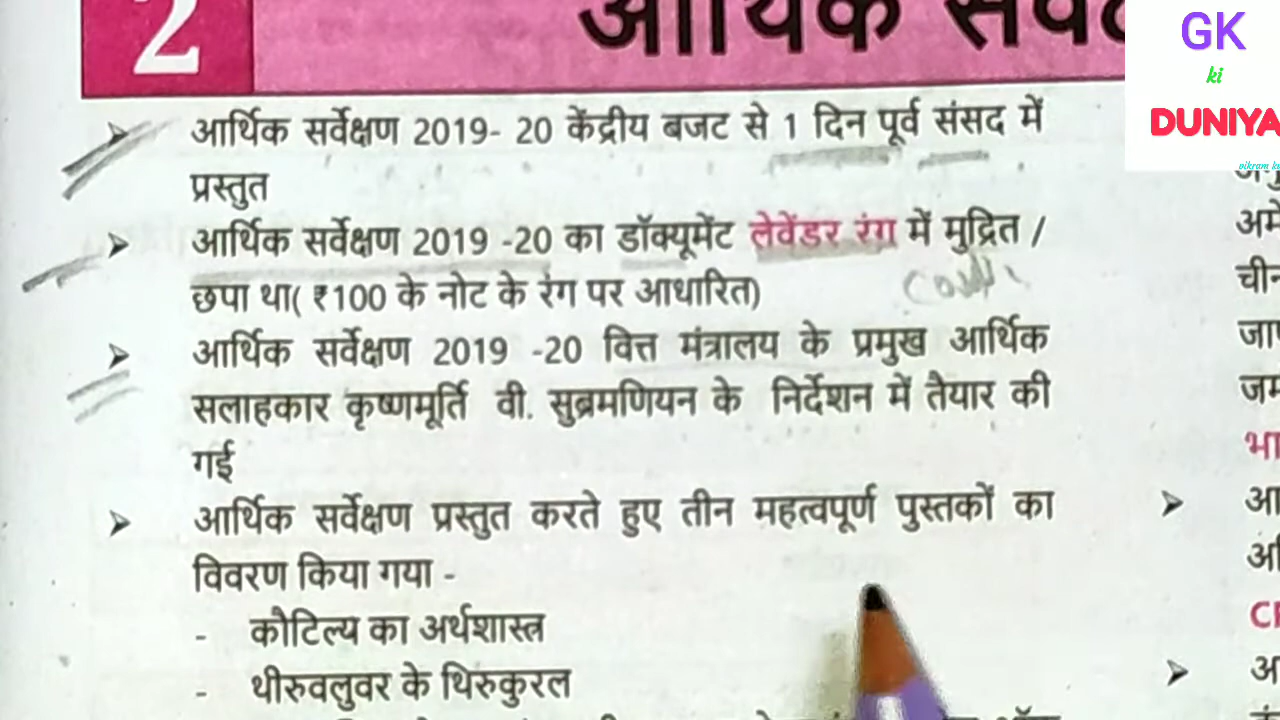 2
आर्थिक
GK
ki
DUNIYA
आर्थिक सर्वेक्षण 2019- 20 केंद्रीय बजट से 1 दिन पूर्व संसद में
प्रस्तुत
आर्थिक सर्वेक्षण 2019 -20 का डॉक्यूमेंट लेवेंडर रंग में मुद्रित /
छपा था( ₹100 के नोट के रंग पर आधारित)
आर्थिक सर्वेक्षण 2019 -20 वित्त मंत्रालय के प्रमुख आर्थिक
सलाहकार कृष्णमूर्ति वी. सुब्रमणियन के निर्देशन में तैयार की
गई
आर्थिक सर्वेक्षण प्रस्तुत करते हुए तीन महत्वपूर्ण पुस्तकों का
विवरण किया गया -
- कौटिल्य का अर्थशास्त्र
- थीरुवलुवर के थिरुकुरल